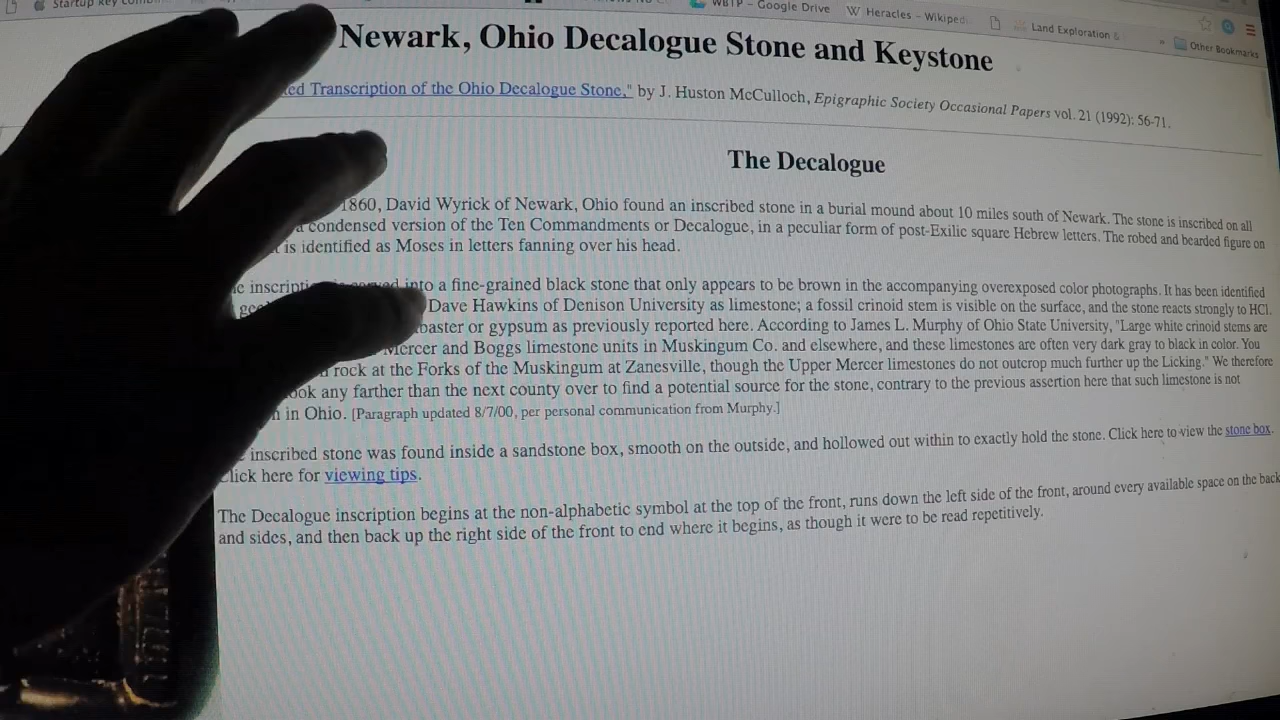 Startup key
WBTP – Google Drive
Heracles – Wikiped
Land Exploration &
» Other Bookmarks
Newark, Ohio Decalogue Stone and Keystone
Transcription of the Ohio Decalogue Stone," by J. Huston McCulloch, Epigraphic Society Occasional Papers vol. 21 (1992): 56-71.
The Decalogue
1860, David Wyrick of Newark, Ohio found an inscribed stone in a burial mound about 10 miles south of Newark. The stone is inscribed on all
condensed version of the Ten Commandments or Decalogue, in a peculiar form of post-Exilic square Hebrew letters. The robed and bearded figure on
is identified as Moses in letters fanning over his head.
into a fine-grained black stone that only appears to be brown in the accompanying overexposed color photographs. It has been identified
Dave Hawkins of Denison University as limestone; a fossil crinoid stem is visible on the surface, and the stone reacts strongly to HCl.
or gypsum as previously reported here. According to James L. Murphy of Ohio State University, "Large white crinoid stems are
Mercer and Boggs limestone units in Muskingum Co. and elsewhere, and these limestones are often very dark gray to black in color. You
rock at the Forks of the Muskingum at Zanesville, though the Upper Mercer limestones do not outcrop much further up the Licking." We therefore
any farther than the next county over to find a potential source for the stone, contrary to the previous assertion here that such limestone is not
in Ohio. [Paragraph updated 8/7/00, per personal communication from Murphy.]
inscribed stone was found inside a sandstone box, smooth on the outside, and hollowed out within to exactly hold the stone. Click here to view the stone box.
Click here for viewing tips.
The Decalogue inscription begins at the non-alphabetic symbol at the top of the front, runs down the left side of the front, around every available space on the back
and sides, and then back up the right side of the front to end where it begins, as though it were to be read repetitively.